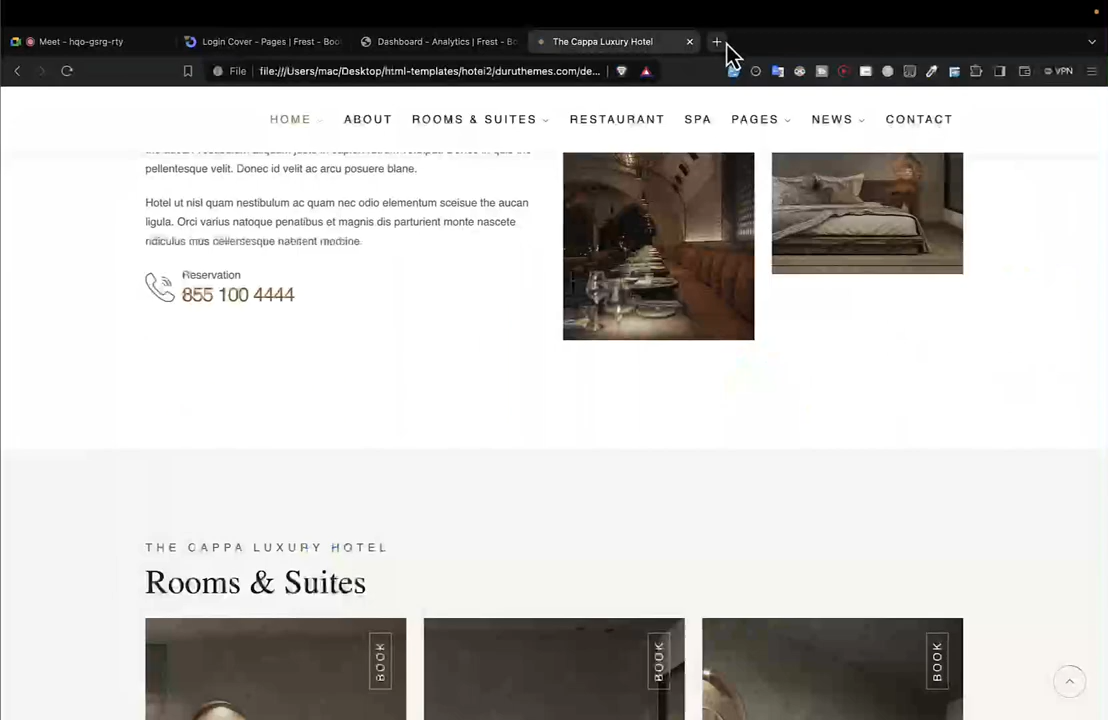 Meet - hqo-gsrg-rty
Login Cover - Pages | Frest - Boo
Dashboard - Analytics | Frest - Bo
The Cappa Luxury Hotel
File
file:///Users/mac/Desktop/html-templates/hotel2/duruthemes.com/de...
VPN
HOME
ABOUT
ROOMS & SUITES
RESTAURANT
SPA
PAGES
NEWS
CONTACT
pellentesque velit. Donec id velit ac arcu posuere blane.
Hotel ut nisl quam nestibulum ac quam nec odio elementum sceisue the aucan
ligula. Orci varius natoque penatibus et magnis dis parturient monte nascete
ridiculus mus
Reservation
855 100 4444
THE CAPPA LUXURY HOTEL
Rooms & Suites
BOOK
BOOK
BOOK